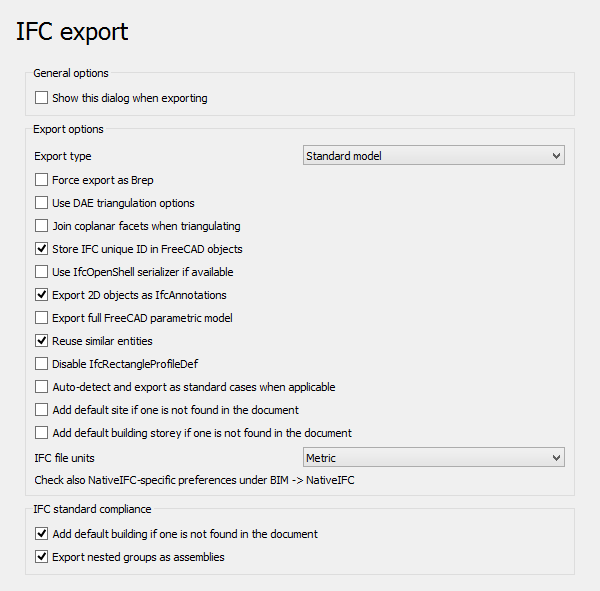 IFC export
General options
Show this dialog when exporting
Export options
Export type Standard model
Force export as Brep
Use DAE triangulation options
Join coplanar facets when triangulating
Store IFC unique ID in FreeCAD objects
Use IfcOpenShell serializer if available
Export 2D objects as IfcAnnotations
Export full FreeCAD parametric model
Reuse similar entities
Disable IfcRectangleProfileDef
Auto-detect and export as standard cases when applicable
Add default site if one is not found in the document
Add default building storey if one is not found in the document
IFC file units Metric
Check also NativeIFC-specific preferences under BIM -> NativeIFC
IFC standard compliance
Add default building if one is not found in the document
Export nested groups as assemblies